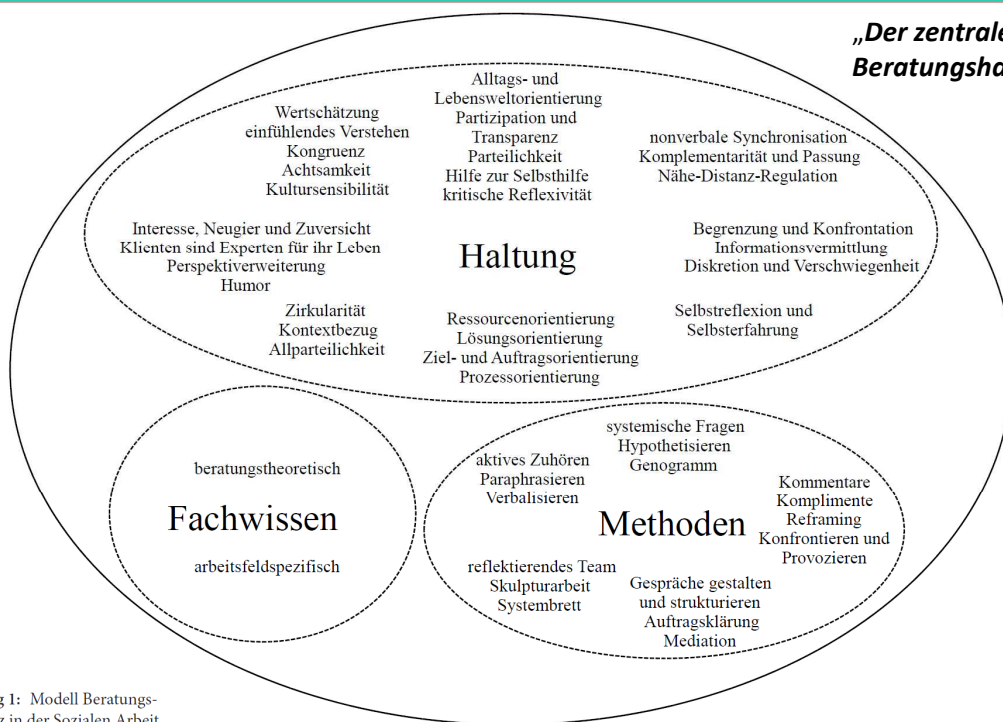 „Der zentrale
Beratungsha
Alltags- und
Lebensweltorientierung
Partizipation und
Transparenz
Parteilichkeit
Hilfe zur Selbsthilfe
kritische Reflexivität
Wertschätzung
einfühlendes Verstehen
Kongruenz
Achtsamkeit
Kultursensibilität
nonverbale Synchronisation
Komplementarität und Passung
Nähe-Distanz-Regulation
Interesse, Neugier und Zuversicht
Klienten sind Experten für ihr Leben
Perspektiverweiterung
Humor
Haltung
Begrenzung und Konfrontation
Informationsvermittlung
Diskretion und Verschwiegenheit
Zirkularität
Kontextbezug
Allparteilichkeit
Ressourcenorientierung
Lösungsorientierung
Ziel- und Auftragsorientierung
Prozessorientierung
Selbstreflexion und
Selbsterfahrung
beratungstheoretisch
Fachwissen
arbeitsfeldspezifisch
systemische Fragen
Hypothetisieren
Genogramm
aktives Zuhören
Paraphrasieren
Verbalisieren
Methoden
Kommentare
Komplimente
Reframing
Konfrontieren und
Provozieren
reflektierendes Team
Skulpturarbeit
Systembrett
Gespräche gestalten
und strukturieren
Auftragsklärung
Mediation
g 1: Modell Beratungs-
z in der Sozialen Arbeit